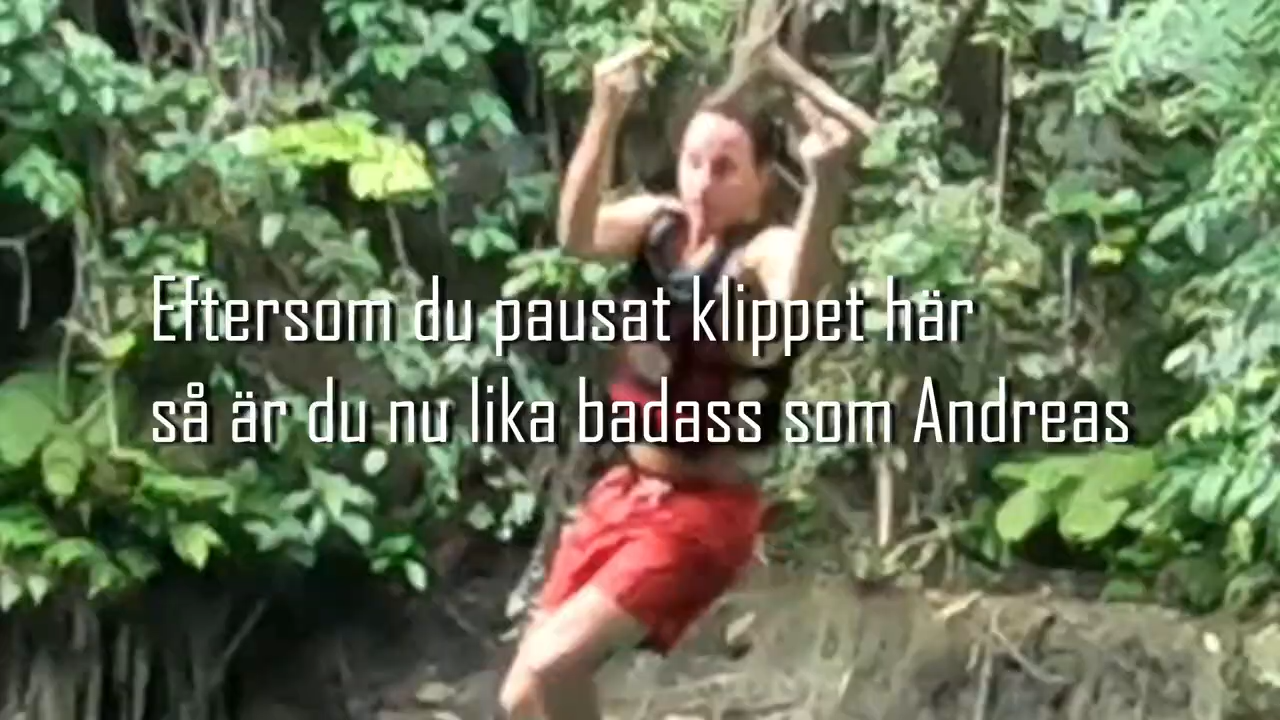 Eftersom du pausat klippet här
så är du nu lika badass som Andreas